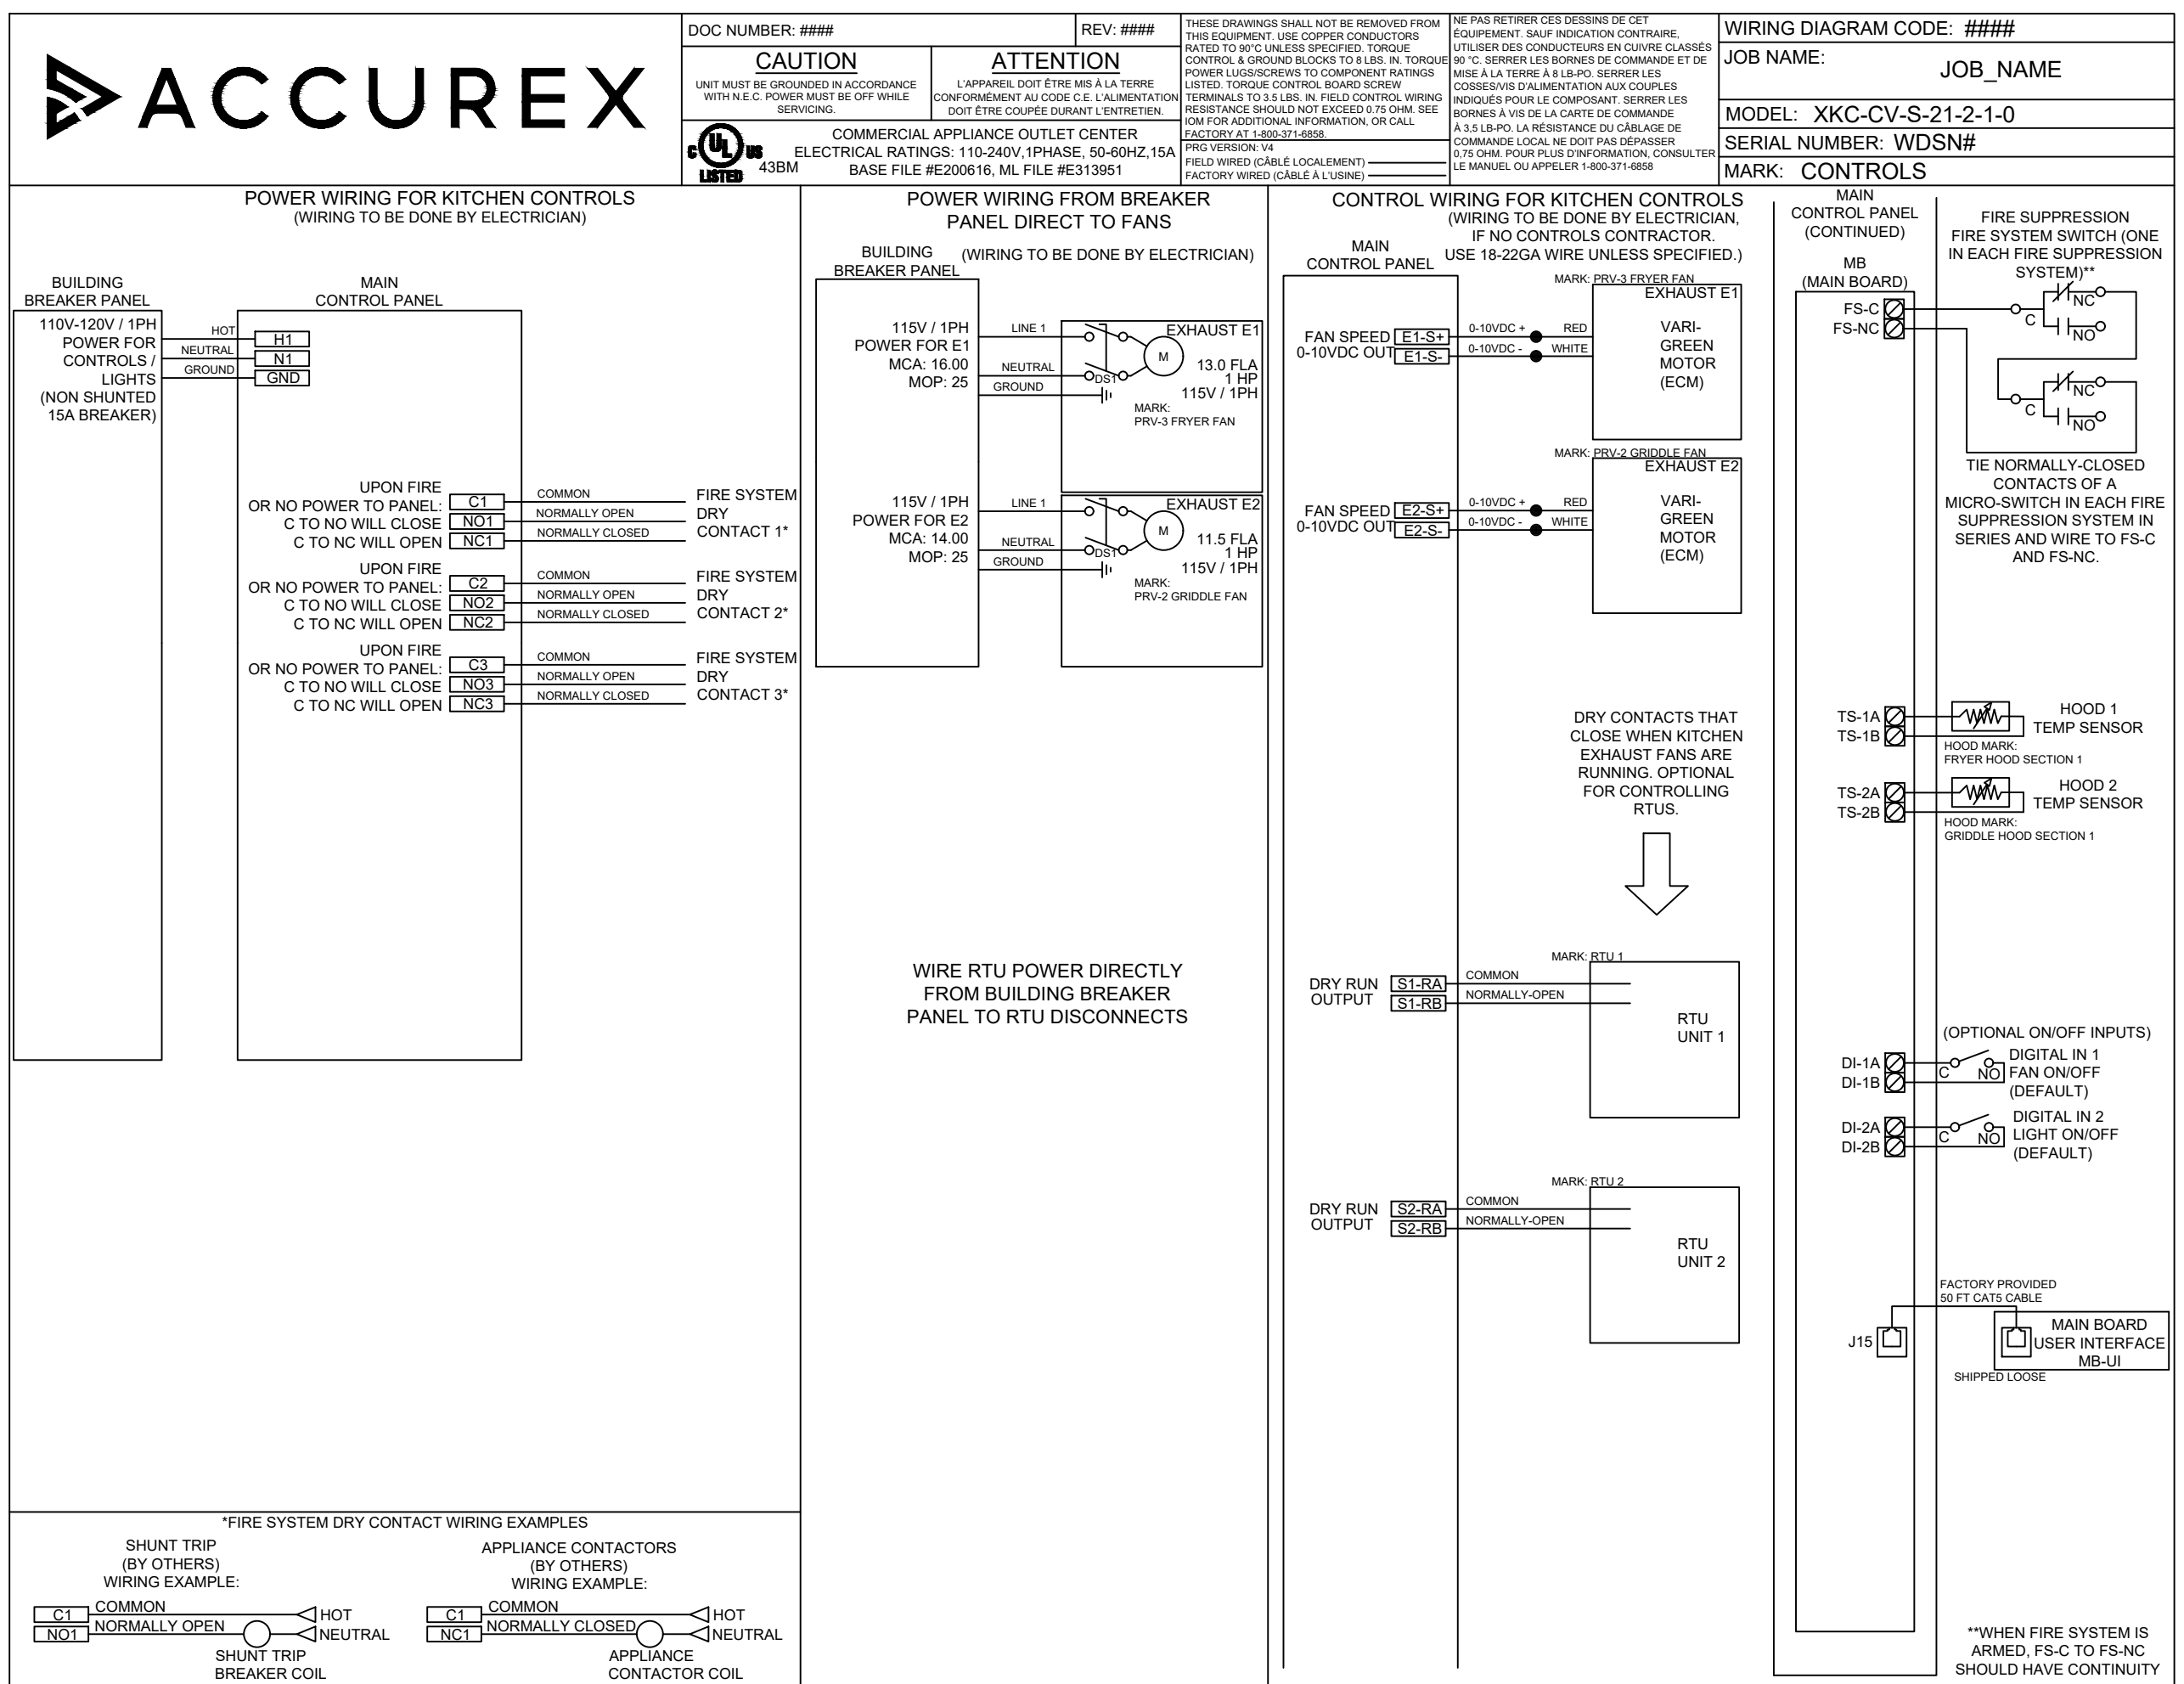 ACCUREX
DOC NUMBER: ####
REV: ####
CAUTION
UNIT MUST BE GROUNDED IN ACCORDANCE
WITH N.E.C. POWER MUST BE OFF WHILE
SERVICING.
ATTENTION
L'APPAREIL DOIT ÊTRE MIS À LA TERRE
CONFORMÉMENT AU CODE C.E. L'ALIMENTATION
DOIT ÊTRE COUPÉE DURANT L'ENTRETIEN.
C UL US
LISTED
43BM
COMMERCIAL APPLIANCE OUTLET CENTER
ELECTRICAL RATINGS: 110-240V,1PHASE, 50-60HZ,15A
BASE FILE #E200616, ML FILE #E313951
THESE DRAWINGS SHALL NOT BE REMOVED FROM
THIS EQUIPMENT. USE COPPER CONDUCTORS
RATED TO 90°C UNLESS SPECIFIED. TORQUE
CONTROL & GROUND BLOCKS TO 8 LBS. IN. TORQUE
POWER LUGS/SCREWS TO COMPONENT RATINGS
LISTED. TORQUE CONTROL BOARD SCREW
TERMINALS TO 3.5 LBS. IN. FIELD CONTROL WIRING
RESISTANCE SHOULD NOT EXCEED 0.75 OHM. SEE
IOM FOR ADDITIONAL INFORMATION, OR CALL
FACTORY AT 1-800-371-6858.
PRG VERSION: V4
FIELD WIRED (CÂBLÉ LOCALEMENT)
FACTORY WIRED (CÂBLÉ À L'USINE)
NE PAS RETIRER CES DESSINS DE CET
ÉQUIPEMENT. SAUF INDICATION CONTRAIRE,
UTILISER DES CONDUCTEURS EN CUIVRE CLASSÉS
90 °C. SERRER LES BORNES DE COMMANDE ET DE
MISE À LA TERRE À 8 LB-PO. SERRER LES
COSSES/VIS D'ALIMENTATION AUX COUPLES
INDIQUÉS POUR LE COMPOSANT. SERRER LES
BORNES À VIS DE LA CARTE DE COMMANDE
À 3,5 LB-PO. LA RÉSISTANCE DU CÂBLAGE DE
COMMANDE LOCAL NE DOIT PAS DÉPASSER
0,75 OHM. POUR PLUS D'INFORMATION, CONSULTER
LE MANUEL OU APPELER 1-800-371-6858
WIRING DIAGRAM CODE: ####
JOB NAME:
JOB_NAME
MODEL: XKC-CV-S-21-2-1-0
SERIAL NUMBER: WDSN#
MARK: CONTROLS
POWER WIRING FOR KITCHEN CONTROLS
(WIRING TO BE DONE BY ELECTRICIAN)
BUILDING
BREAKER PANEL
MAIN
CONTROL PANEL
110V-120V / 1PH
POWER FOR
CONTROLS /
LIGHTS
(NON SHUNTED
15A BREAKER)
HOT
H1
NEUTRAL
N1
GROUND
GND
UPON FIRE
OR NO POWER TO PANEL:
C TO NO WILL CLOSE
C TO NC WILL OPEN
C1
NO1
NC1
COMMON
NORMALLY OPEN
NORMALLY CLOSED
FIRE SYSTEM
DRY
CONTACT 1*
UPON FIRE
OR NO POWER TO PANEL:
C TO NO WILL CLOSE
C TO NC WILL OPEN
C2
NO2
NC2
COMMON
NORMALLY OPEN
NORMALLY CLOSED
FIRE SYSTEM
DRY
CONTACT 2*
UPON FIRE
OR NO POWER TO PANEL:
C TO NO WILL CLOSE
C TO NC WILL OPEN
C3
NO3
NC3
COMMON
NORMALLY OPEN
NORMALLY CLOSED
FIRE SYSTEM
DRY
CONTACT 3*
*FIRE SYSTEM DRY CONTACT WIRING EXAMPLES
SHUNT TRIP
(BY OTHERS)
WIRING EXAMPLE:
C1
COMMON
HOT
NO1
NORMALLY OPEN
NEUTRAL
SHUNT TRIP
BREAKER COIL
APPLIANCE CONTACTORS
(BY OTHERS)
WIRING EXAMPLE:
C1
COMMON
HOT
NC1
NORMALLY CLOSED
NEUTRAL
APPLIANCE
CONTACTOR COIL
POWER WIRING FROM BREAKER
PANEL DIRECT TO FANS
(WIRING TO BE DONE BY ELECTRICIAN)
BUILDING
BREAKER PANEL
115V / 1PH
POWER FOR E1
MCA: 16.00
MOP: 25
LINE 1
NEUTRAL
GROUND
DS1
M
EXHAUST E1
13.0 FLA
1 HP
115V / 1PH
MARK:
PRV-3 FRYER FAN
115V / 1PH
POWER FOR E2
MCA: 14.00
MOP: 25
LINE 1
NEUTRAL
GROUND
DS1
M
EXHAUST E2
11.5 FLA
1 HP
115V / 1PH
MARK:
PRV-2 GRIDDLE FAN
WIRE RTU POWER DIRECTLY
FROM BUILDING BREAKER
PANEL TO RTU DISCONNECTS
CONTROL WIRING FOR KITCHEN CONTROLS
(WIRING TO BE DONE BY ELECTRICIAN,
IF NO CONTROLS CONTRACTOR.
USE 18-22GA WIRE UNLESS SPECIFIED.)
MAIN
CONTROL PANEL
MARK: PRV-3 FRYER FAN
EXHAUST E1
FAN SPEED
0-10VDC OUT
E1-S+
E1-S-
0-10VDC +
0-10VDC -
RED
WHITE
VARI-
GREEN
MOTOR
(ECM)
MARK: PRV-2 GRIDDLE FAN
EXHAUST E2
FAN SPEED
0-10VDC OUT
E2-S+
E2-S-
0-10VDC +
0-10VDC -
RED
WHITE
VARI-
GREEN
MOTOR
(ECM)
DRY CONTACTS THAT
CLOSE WHEN KITCHEN
EXHAUST FANS ARE
RUNNING. OPTIONAL
FOR CONTROLLING
RTUS.
MARK: RTU 1
DRY RUN
OUTPUT
S1-RA
S1-RB
COMMON
NORMALLY-OPEN
RTU
UNIT 1
MARK: RTU 2
DRY RUN
OUTPUT
S2-RA
S2-RB
COMMON
NORMALLY-OPEN
RTU
UNIT 2
MAIN
CONTROL PANEL
(CONTINUED)
MB
(MAIN BOARD)
FIRE SUPPRESSION
FIRE SYSTEM SWITCH (ONE
IN EACH FIRE SUPPRESSION
SYSTEM)**
FS-C
FS-NC
C
NC
NO
C
NC
NO
TIE NORMALLY-CLOSED
CONTACTS OF A
MICRO-SWITCH IN EACH FIRE
SUPPRESSION SYSTEM IN
SERIES AND WIRE TO FS-C
AND FS-NC.
TS-1A
TS-1B
HOOD 1
TEMP SENSOR
HOOD MARK:
FRYER HOOD SECTION 1
TS-2A
TS-2B
HOOD 2
TEMP SENSOR
HOOD MARK:
GRIDDLE HOOD SECTION 1
(OPTIONAL ON/OFF INPUTS)
DI-1A
DI-1B
C
NO
DIGITAL IN 1
FAN ON/OFF
(DEFAULT)
DI-2A
DI-2B
C
NO
DIGITAL IN 2
LIGHT ON/OFF
(DEFAULT)
FACTORY PROVIDED
50 FT CAT5 CABLE
J15
MAIN BOARD
USER INTERFACE
MB-UI
SHIPPED LOOSE
**WHEN FIRE SYSTEM IS
ARMED, FS-C TO FS-NC
SHOULD HAVE CONTINUITY